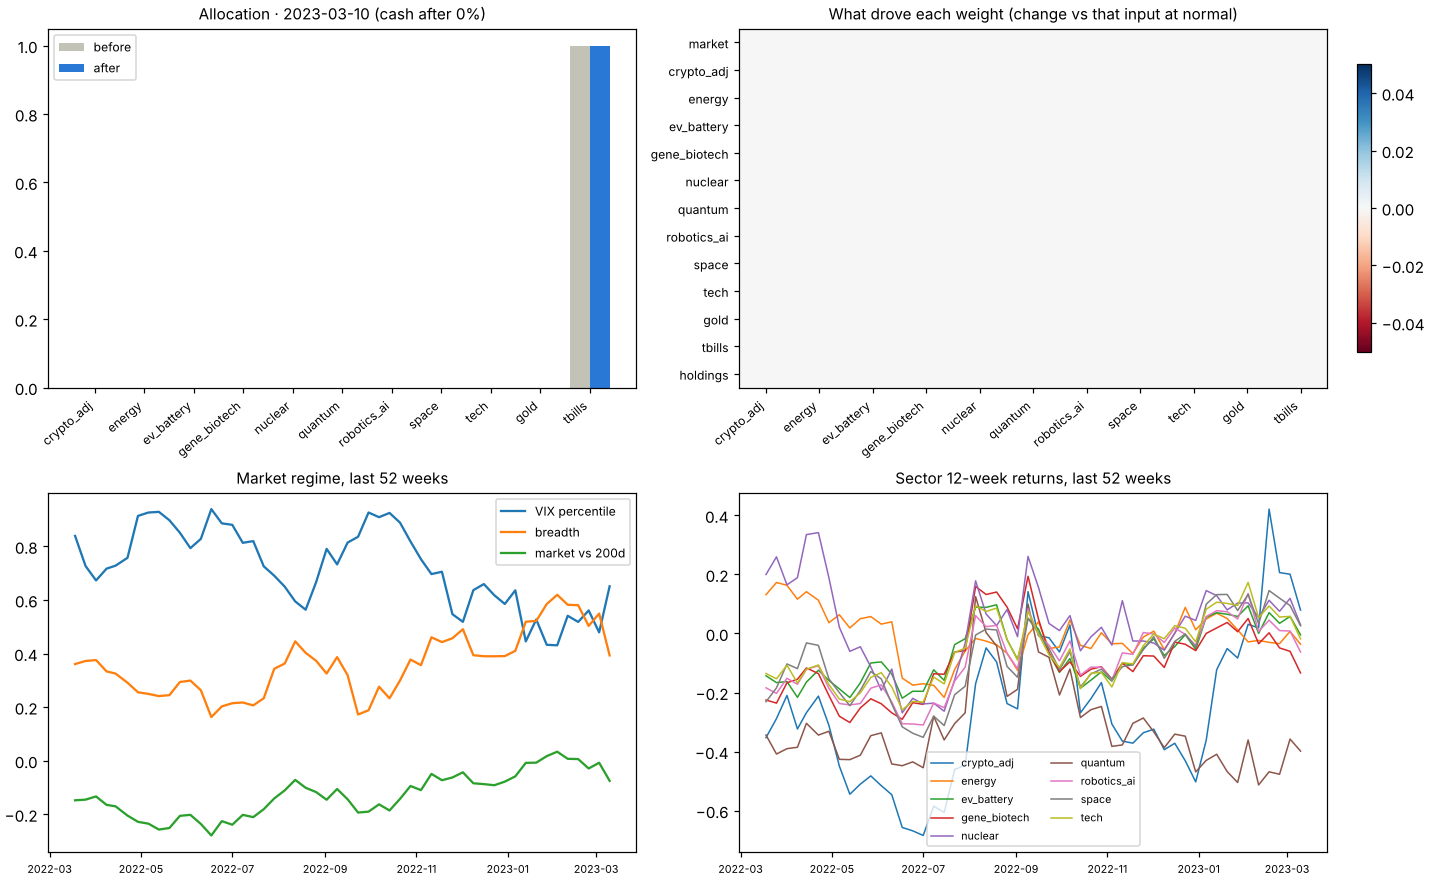 Allocation · 2023-03-10 (cash after 0%)
before
after
1.0
0.8
0.6
0.4
0.2
0.0
crypto_adj
energy
ev_battery
gene_biotech
nuclear
quantum
robotics_ai
space
tech
gold
tbills
What drove each weight (change vs that input at normal)
market
crypto_adj
energy
ev_battery
gene_biotech
nuclear
quantum
robotics_ai
space
tech
gold
tbills
holdings
crypto_adj
energy
ev_battery
gene_biotech
nuclear
quantum
robotics_ai
space
tech
gold
tbills
0.04
0.02
0.00
−0.02
−0.04
Market regime, last 52 weeks
VIX percentile
breadth
market vs 200d
0.8
0.6
0.4
0.2
0.0
−0.2
2022-03
2022-05
2022-07
2022-09
2022-11
2023-01
2023-03
Sector 12-week returns, last 52 weeks
0.4
0.2
0.0
−0.2
−0.4
−0.6
crypto_adj
energy
ev_battery
gene_biotech
nuclear
quantum
robotics_ai
space
tech
2022-03
2022-05
2022-07
2022-09
2022-11
2023-01
2023-03